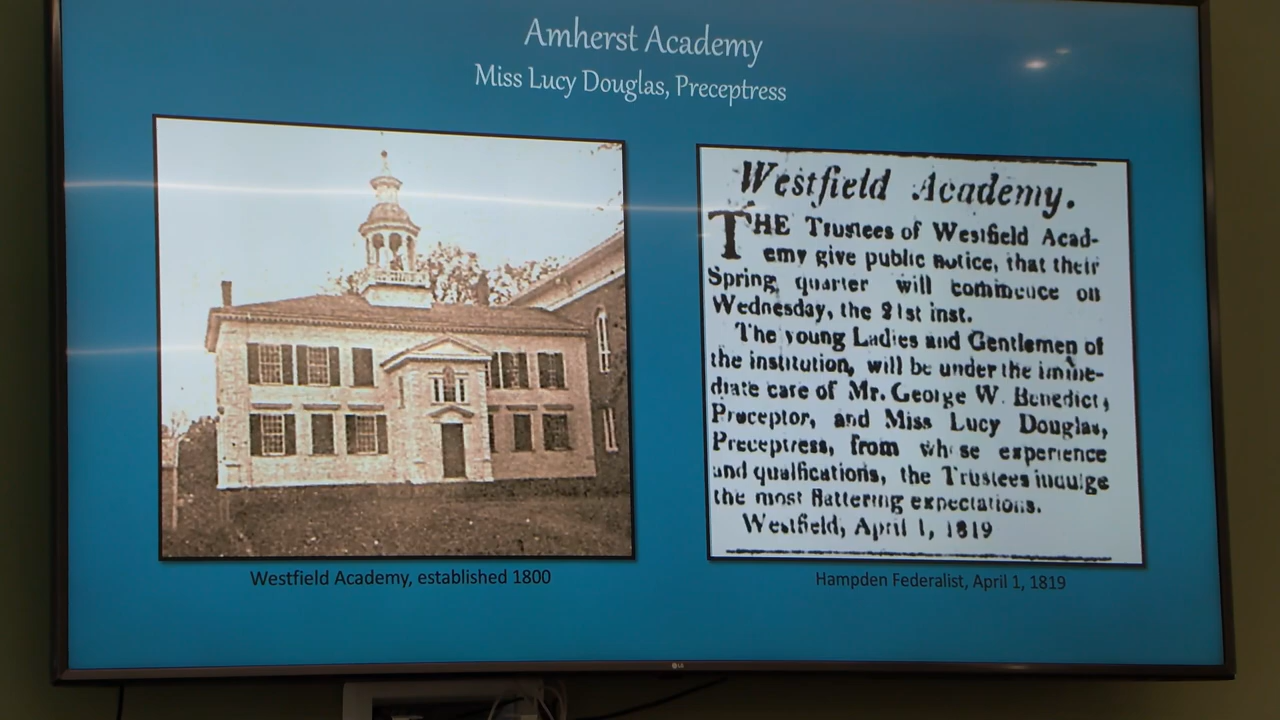 Amherst Academy
Miss Lucy Douglas, Preceptress
Westfield Academy.
THE Trustees of Westfield Acad-
emy give public notice, that their
Spring quarter will commence on
Wednesday, the 21st inst.
The young Ladies and Gentlemen of
the institution, will be under the imme-
diate care of Mr. George W. Benedict,
Preceptor, and Miss Lucy Douglas,
Preceptress, from whose experience
and qualfications, the Trustees indulge
the most flattering expectations.
Westfield, April 1, 1819
Westfield Academy, established 1800
Hampden Federalist, April 1, 1819
LG